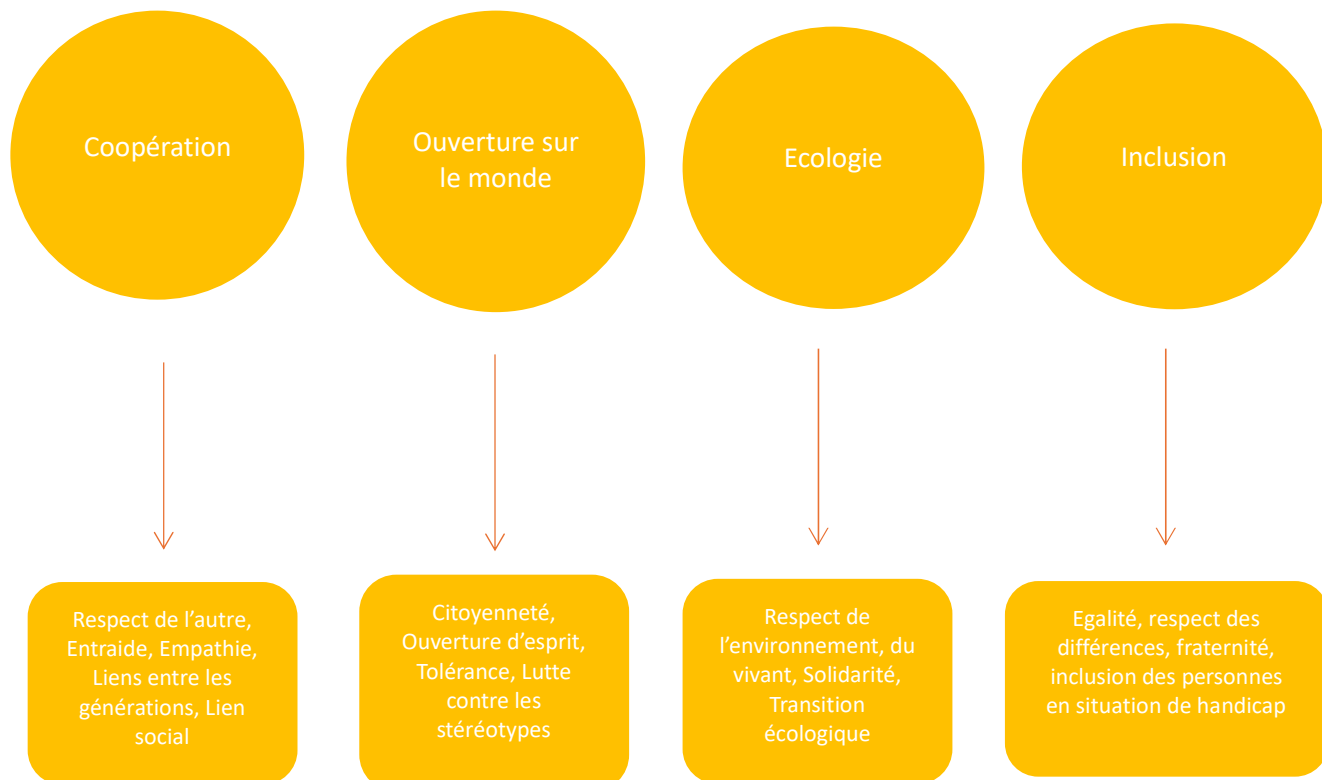 Coopération
Ouverture sur
le monde
Ecologie
Inclusion
Respect de l’autre,
Entraide, Empathie,
Liens entre les
générations, Lien
social
Citoyenneté,
Ouverture d’esprit,
Tolérance, Lutte
contre les
stéréotypes
Respect de
l’environnement, du
vivant, Solidarité,
Transition
écologique
Egalité, respect des
différences, fraternité,
inclusion des personnes
en situation de handicap